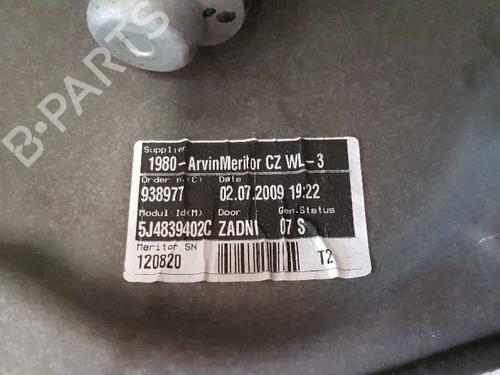 Supplier
1980-ArvinMeritor CZ WL-3
Order n.(C) Date
938977 02.07.2009 19:22
Modul Id(M) Door Gen.Status
5J4839402C ZADNI 07 S
Meritor SN
120820 T2
B-Parts